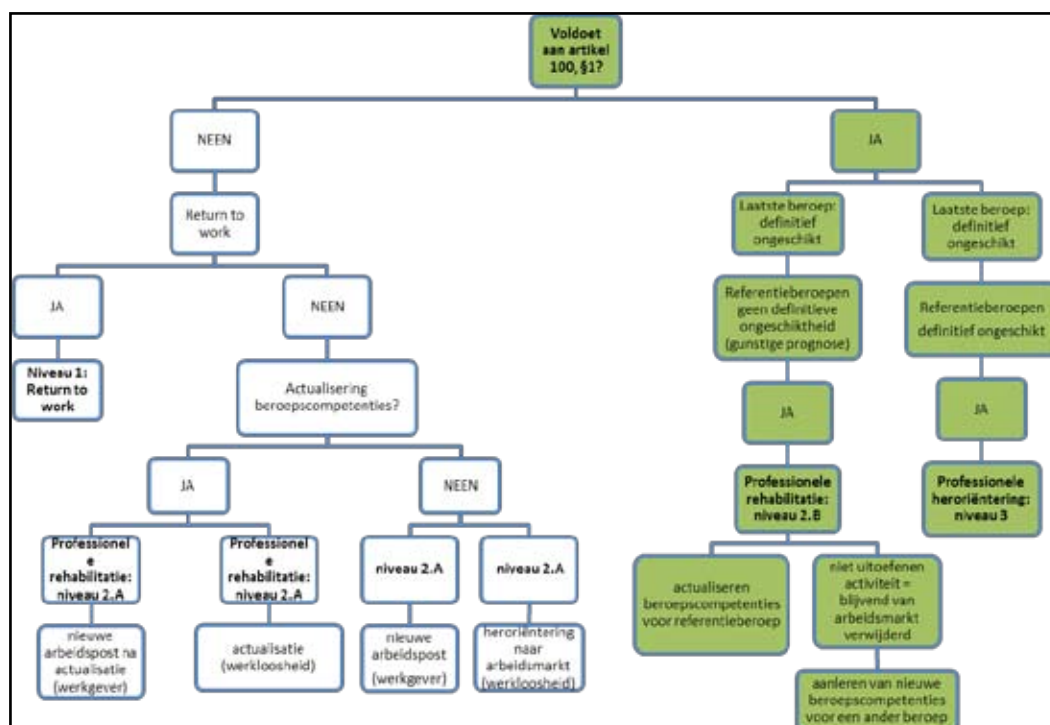 Voldoet
aan artikel
100, §1?
NEEN
JA
Return to
work
JA
NEEN
Niveau 1:
Return to
work
Actualisering
beroepscompetenties?
JA
NEEN
Professionel
e
rehabilitatie:
niveau 2.A
Professionel
e
rehabilitatie:
niveau 2.A
niveau 2.A
niveau 2.A
nieuwe
arbeidspost na
actualisatie
(werkgever)
actualisatie
(werkloosheid)
nieuwe
arbeidspost
(werkgever)
heroriëntering
naar
arbeidsmarkt
(werkloosheid)
Laatste beroep:
definitief
ongeschikt
Laatste beroep:
definitief
ongeschikt
Referentieberoepen
geen definitieve
ongeschiktheid
(gunstige prognose)
Referentieberoepen
definitief ongeschikt
JA
JA
Professionele
rehabilitatie:
niveau 2.B
Professionele
heroriëntering:
niveau 3
actualiseren
beroepscompetenties
voor referentieberoep
niet uitoefenen
activiteit =
blijvend van
arbeidsmarkt
verwijderd
aanleren van nieuwe
beroepscompetenties
voor een ander beroep